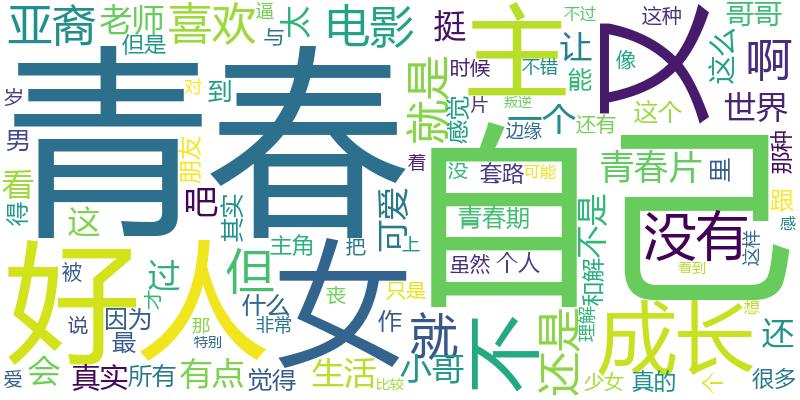 亚裔
老师
喜欢
逼
与
太
电影
挺
让
不过
这种
哥哥
但是
岁
男
对
到
就是
感觉
时候
片
主
不错
能
像
又
这么
啊
世界
叛逆
一个
还有
这个
青春
朋友
看
得
这
吧
其实
可爱
着
没
套路
可能
边缘
自己
青春片
里
那种
跟
感
没有
这样
看到
青春期
主角
把
上
虽然
个人
和解
不是
理解
好
人
女
但
过
才
被
说
因为
最
那
特别
什么
非常
丧
只是
作
就
不
还是
成长
想
还
爱
会
真实
所有
有点
觉得
生活
比较
小哥
少女
真的
个
很多